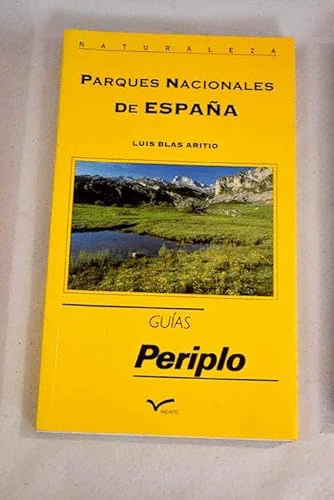 NATURALEZA
PARQUES NACIONALES
DE ESPAÑA
LUIS BLAS ARITIO
GUÍAS
Periplo
INCAFO